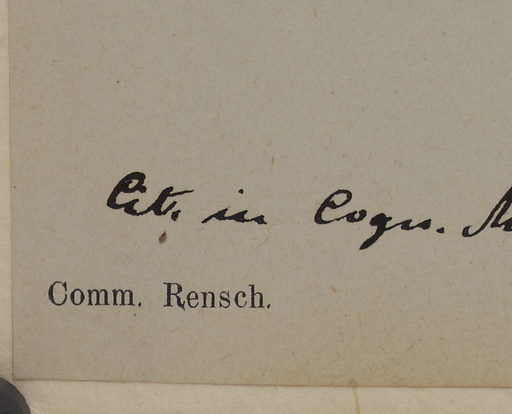 Cit. in Cogn.
Comm. Rensch.